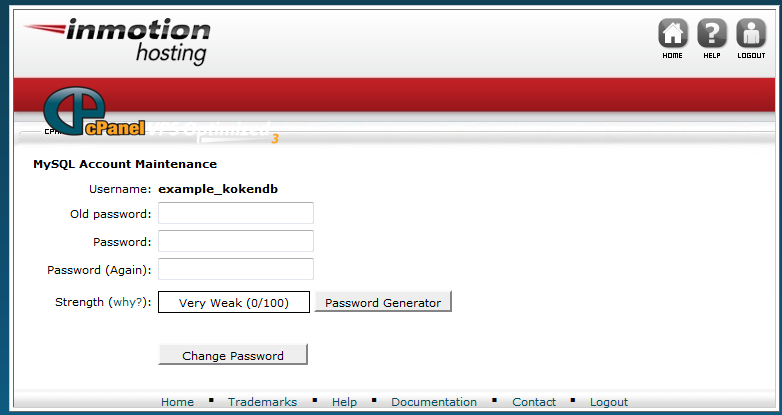 inmotion
hosting
HOME HELP LOGOUT
cPanel VPS Optimized 3
MySQL Account Maintenance
Username: example_kokendb
Old password:
Password:
Password (Again):
Strength (why?): Very Weak (0/100) Password Generator
Change Password
Home ▪ Trademarks ▪ Help ▪ Documentation ▪ Contact ▪ Logout